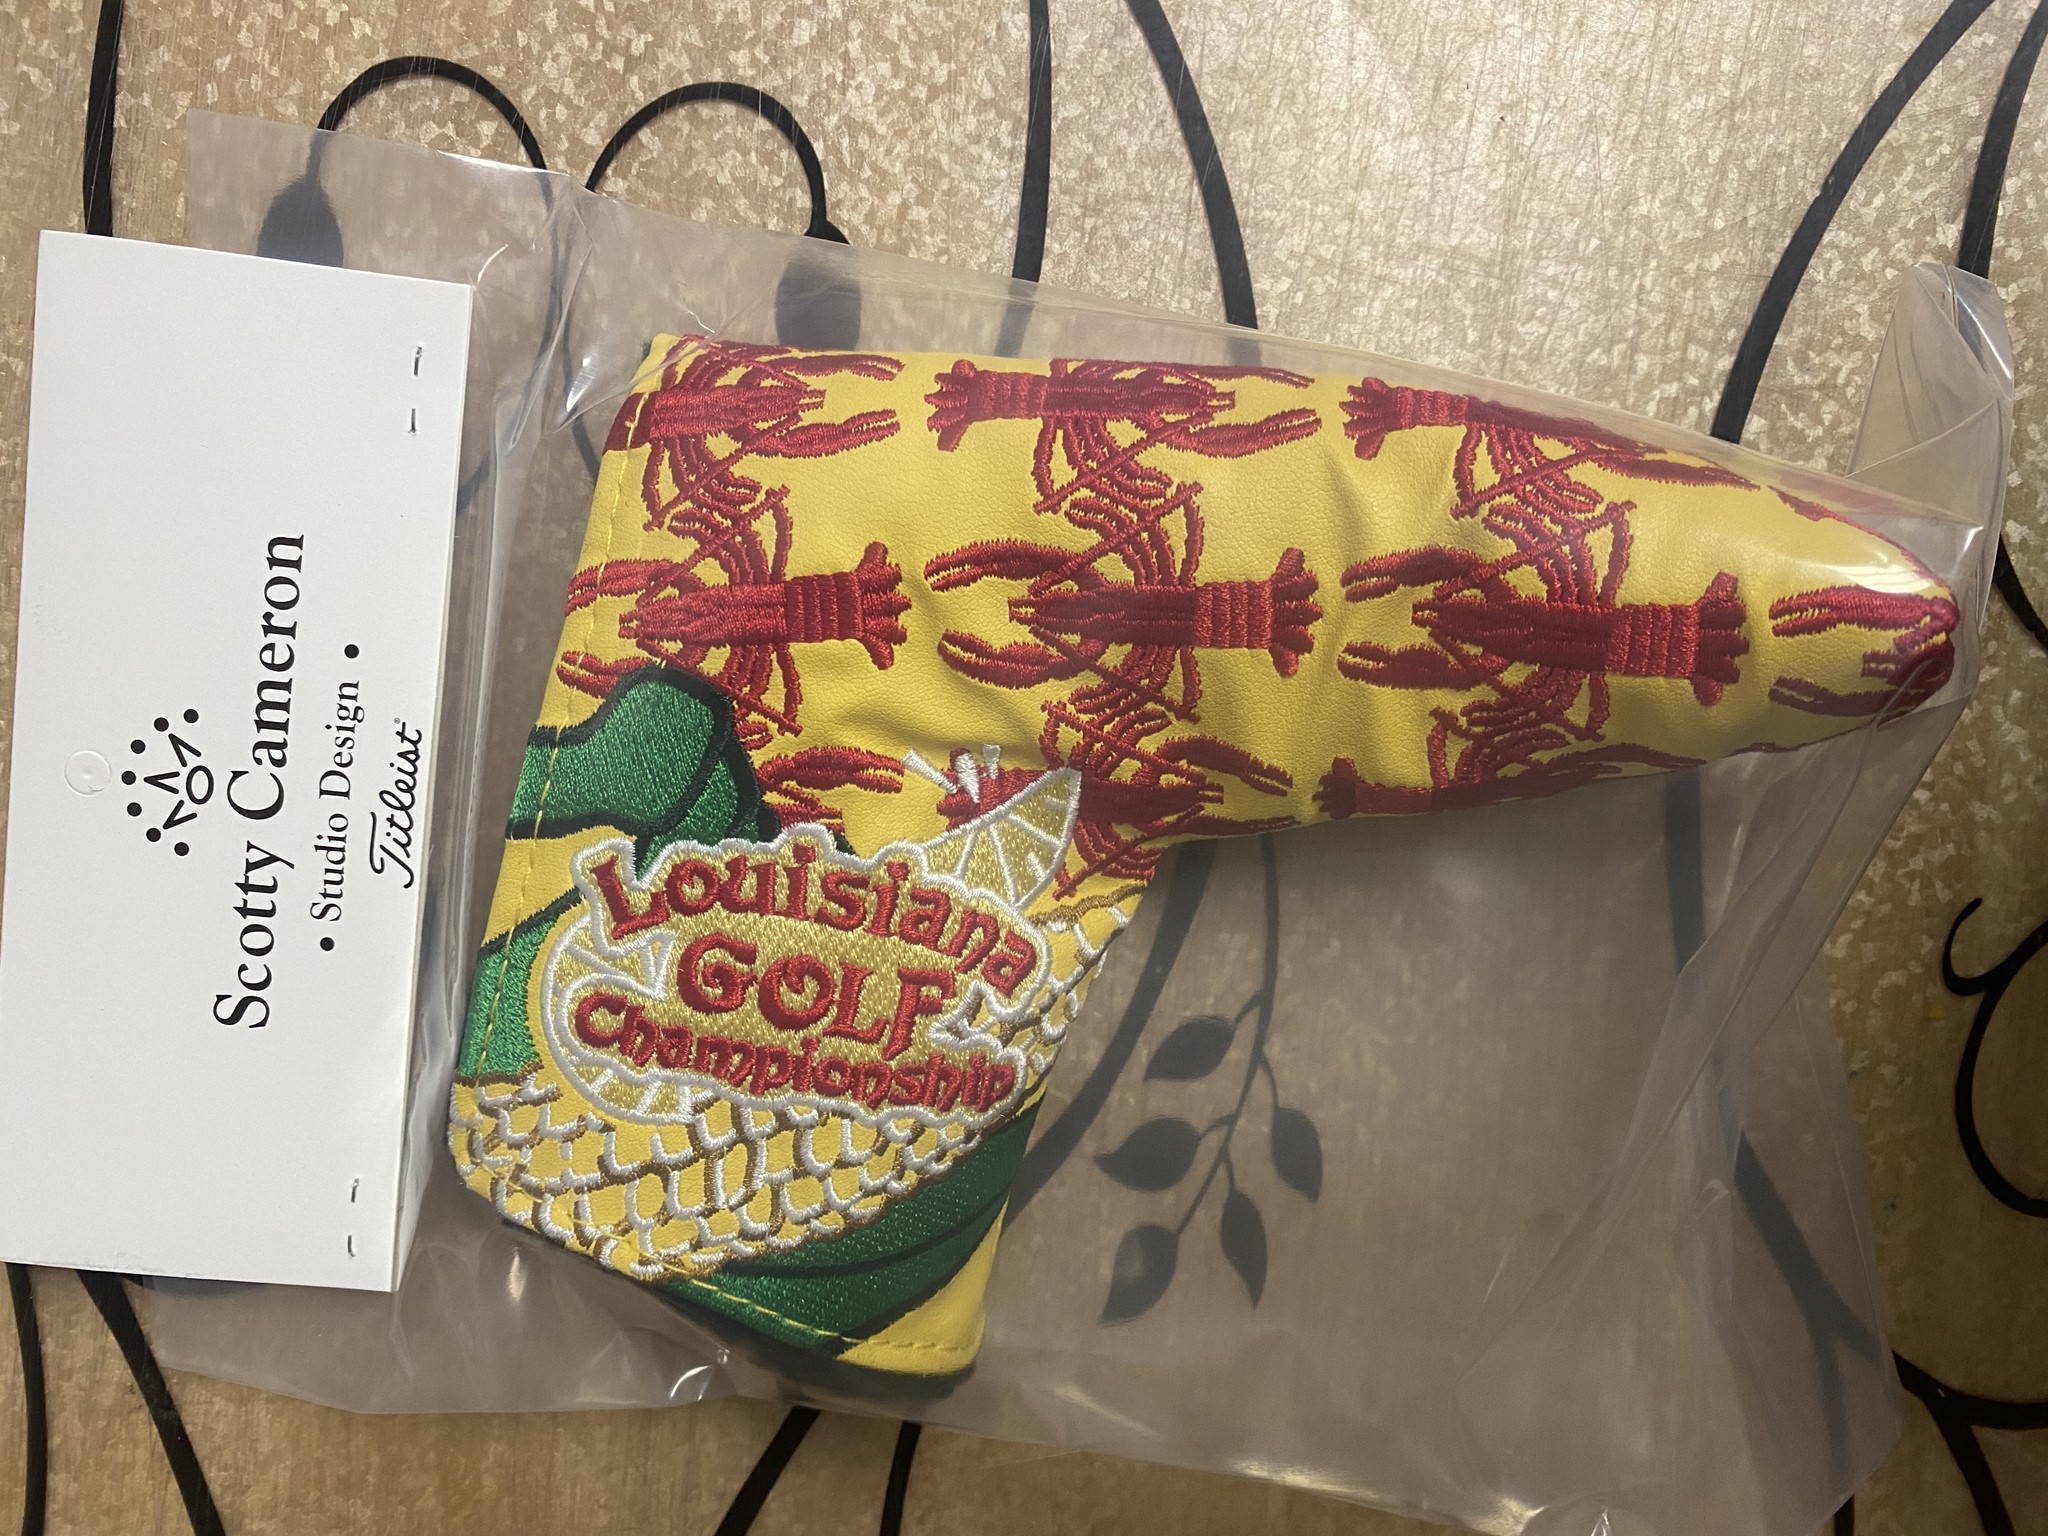 Scotty Cameron
• Studio Design •
Titleist®
Louisiana
GOLF
Championship